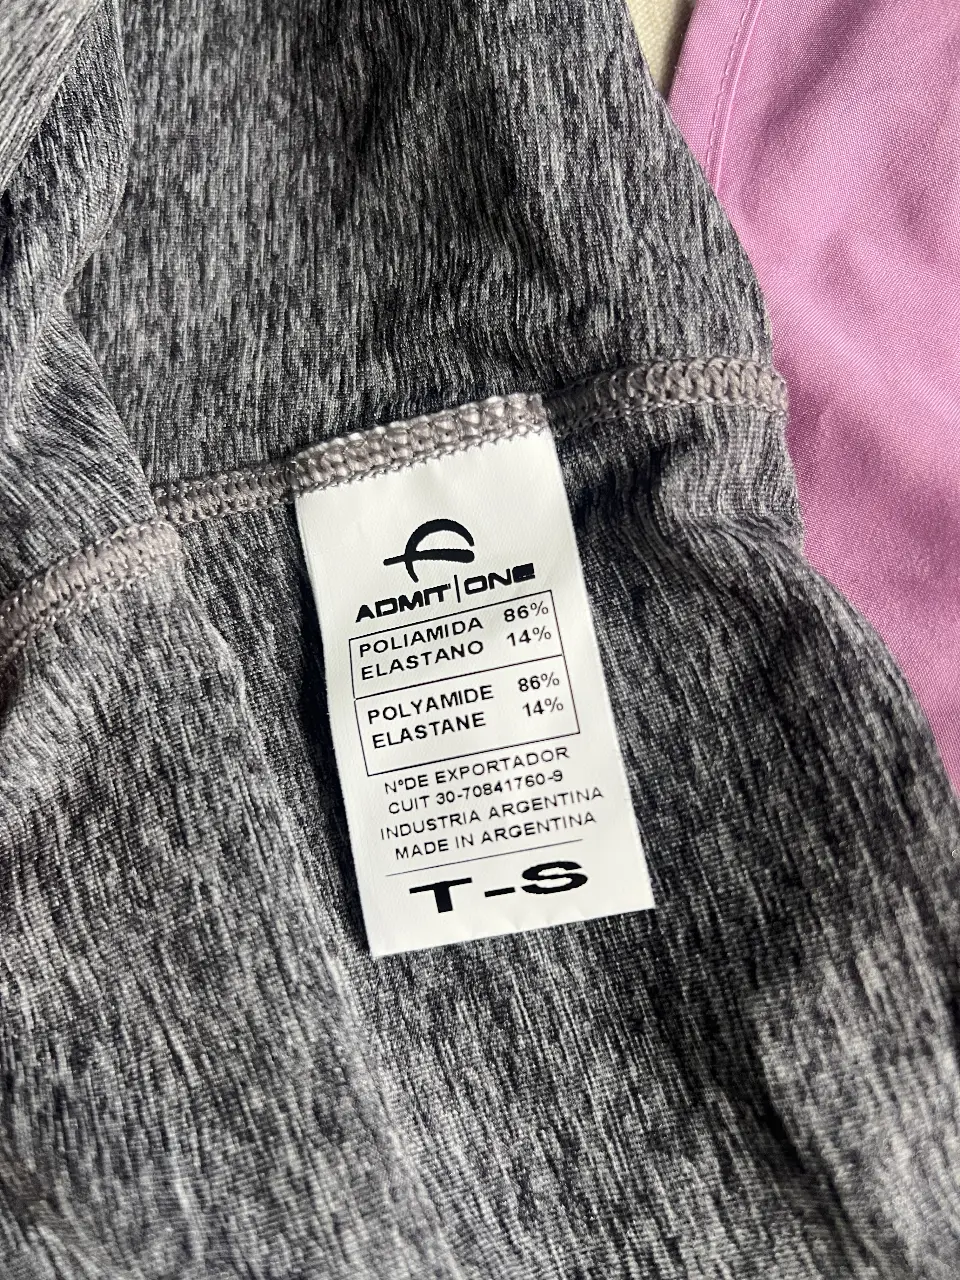 ADMIT|ONE
POLIAMIDA 86%
ELASTANO 14%
POLYAMIDE 86%
ELASTANE 14%
NºDE EXPORTADOR
CUIT 30-70841760-9
INDUSTRIA ARGENTINA
MADE IN ARGENTINA
T-S